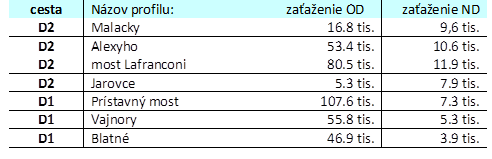 cesta Názov profilu: zaťaženie OD zaťaženie ND
D2 Malacky 16.8 tis. 9,6 tis.
D2 Alexyho 53.4 tis. 10.6 tis.
D2 most Lafranconi 80.5 tis. 11.9 tis.
D2 Jarovce 5.3 tis. 7.9 tis.
D1 Prístavný most 107.6 tis. 7.3 tis.
D1 Vajnory 55.8 tis. 5.3 tis.
D1 Blatné 46.9 tis. 3.9 tis.